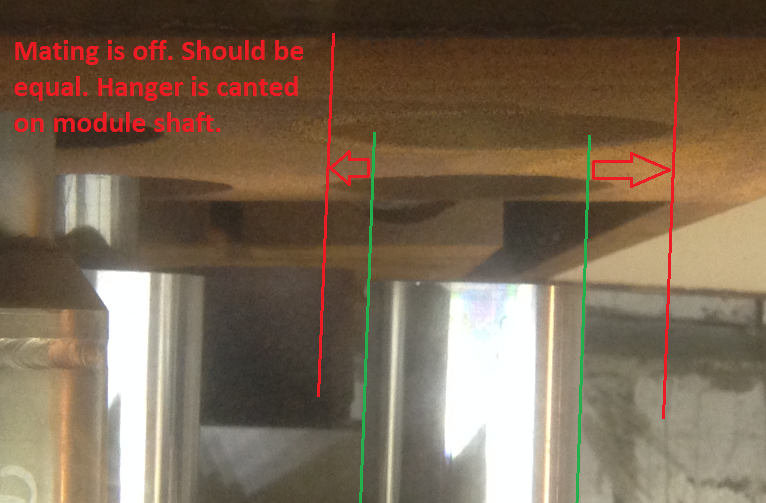 Mating is off. Should be
equal. Hanger is canted
on module shaft.